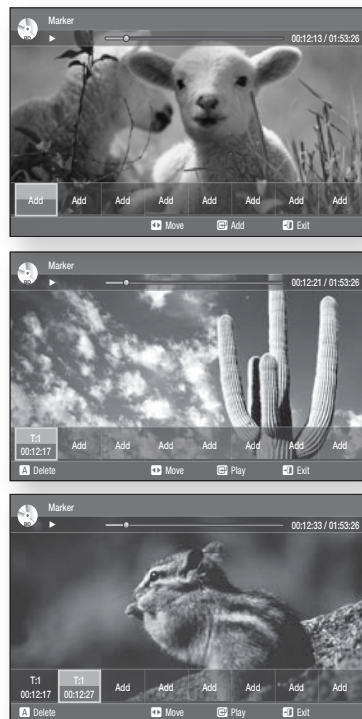 Marker
BD
00:12:13 / 01:53:26
Add Add Add Add Add Add Add
Move Add Exit
Marker
BD
00:12:21 / 01:53:26
T:1
00:12:17 Add Add Add Add Add Add
A Delete Move Play Exit
Marker
BD
00:12:33 / 01:53:26
T:1 T:1
00:12:17 00:12:27 Add Add Add Add Add
A Delete Move Play Exit